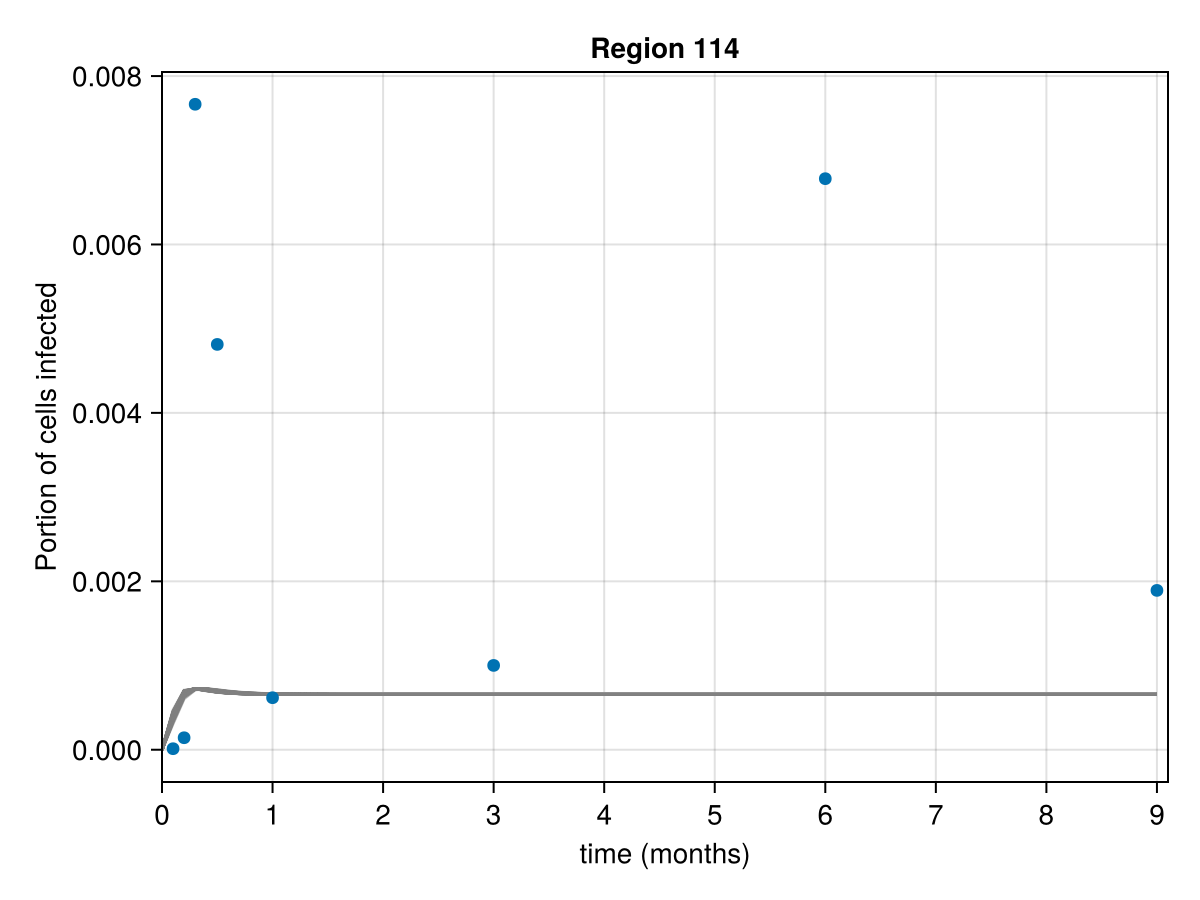 Region 114
0.008
0.006
0.004
0.002
0.000
Portion of cells infected
0 1 2 3 4 5 6 7 8 9
time (months)